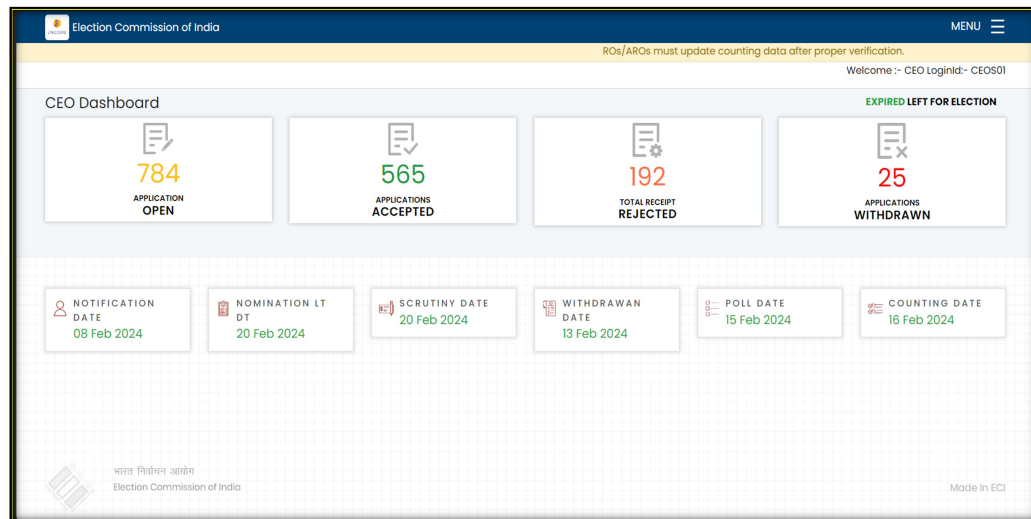 ENCORE
Election Commission of India
MENU
ROs/AROs must update counting data after proper verification.
Welcome :- CEO LoginId:- CEOS01
CEO Dashboard
EXPIRED LEFT FOR ELECTION
784
APPLICATION
OPEN
565
APPLICATIONS
ACCEPTED
192
TOTAL RECEIPT
REJECTED
25
APPLICATIONS
WITHDRAWN
NOTIFICATION
DATE
08 Feb 2024
NOMINATION LT
DT
20 Feb 2024
SCRUTINY DATE
20 Feb 2024
WITHDRAWAN
DATE
13 Feb 2024
POLL DATE
15 Feb 2024
COUNTING DATE
16 Feb 2024
भारत निर्वाचन आयोग
Election Commission of India
Made In ECI